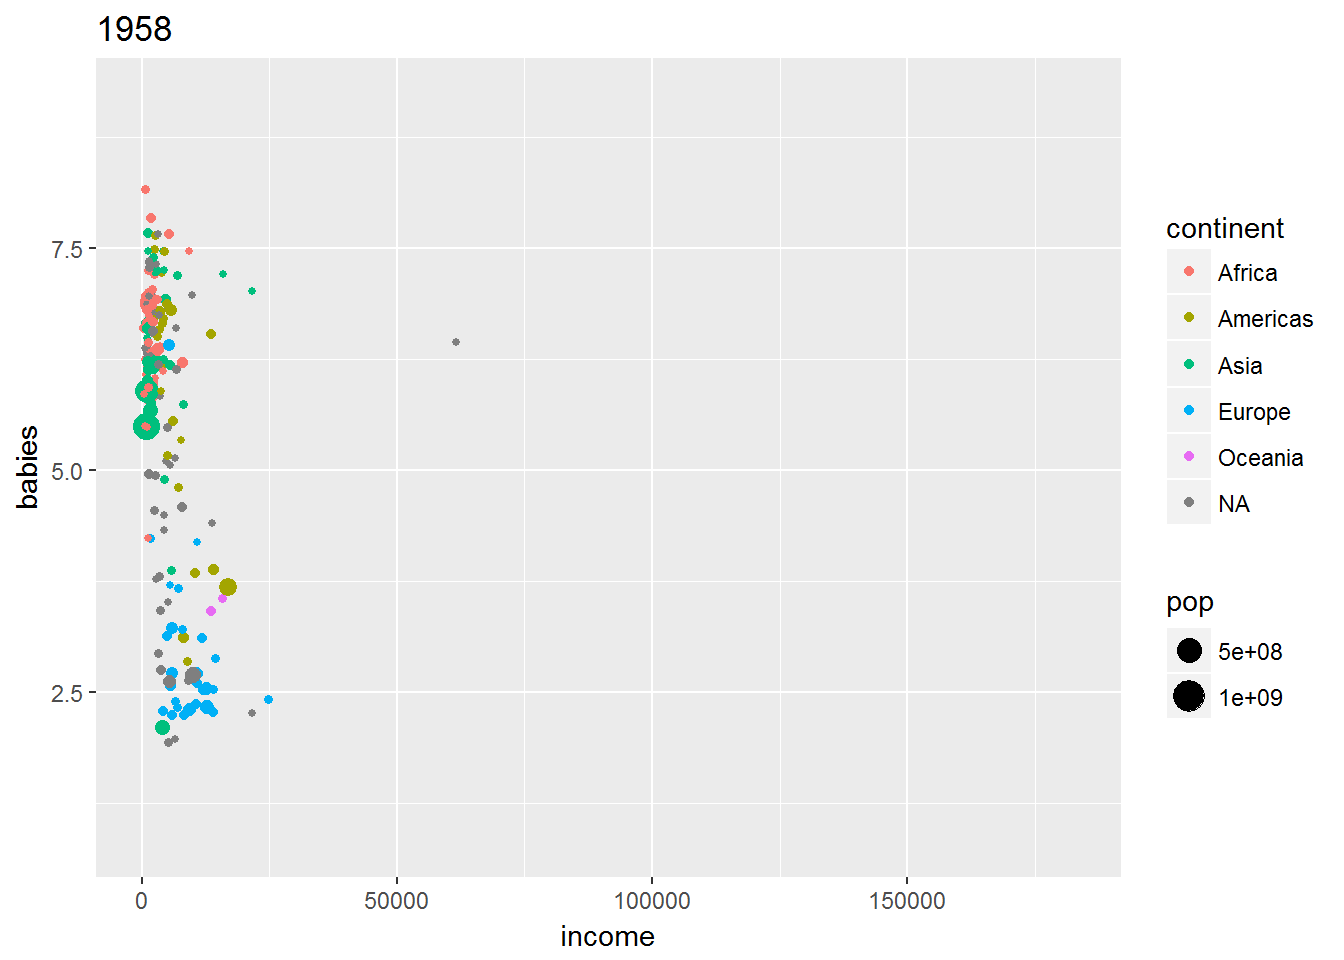 1958
babies
7.5
5.0
2.5
0
50000
100000
150000
income
continent
Africa
Americas
Asia
Europe
Oceania
NA
pop
5e+08
1e+09